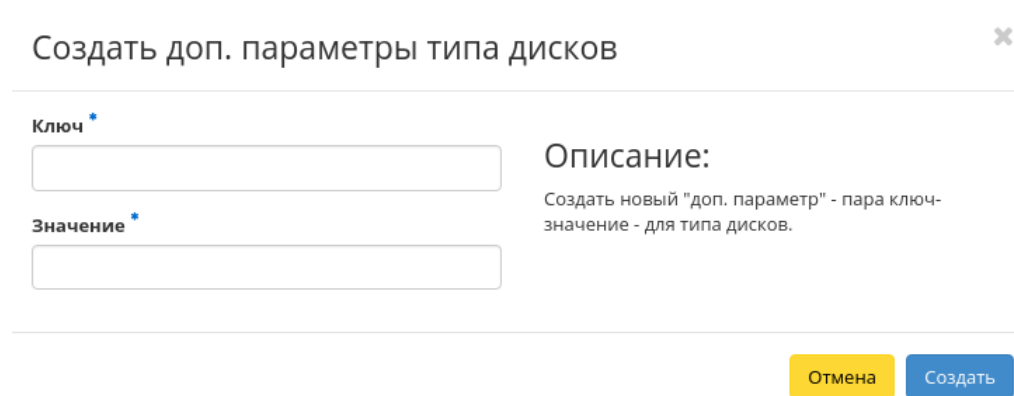 Создать доп. параметры типа дисков
×
Ключ *
Значение *
Описание:
Создать новый "доп. параметр" - пара ключ-
значение - для типа дисков.
Отмена
Создать